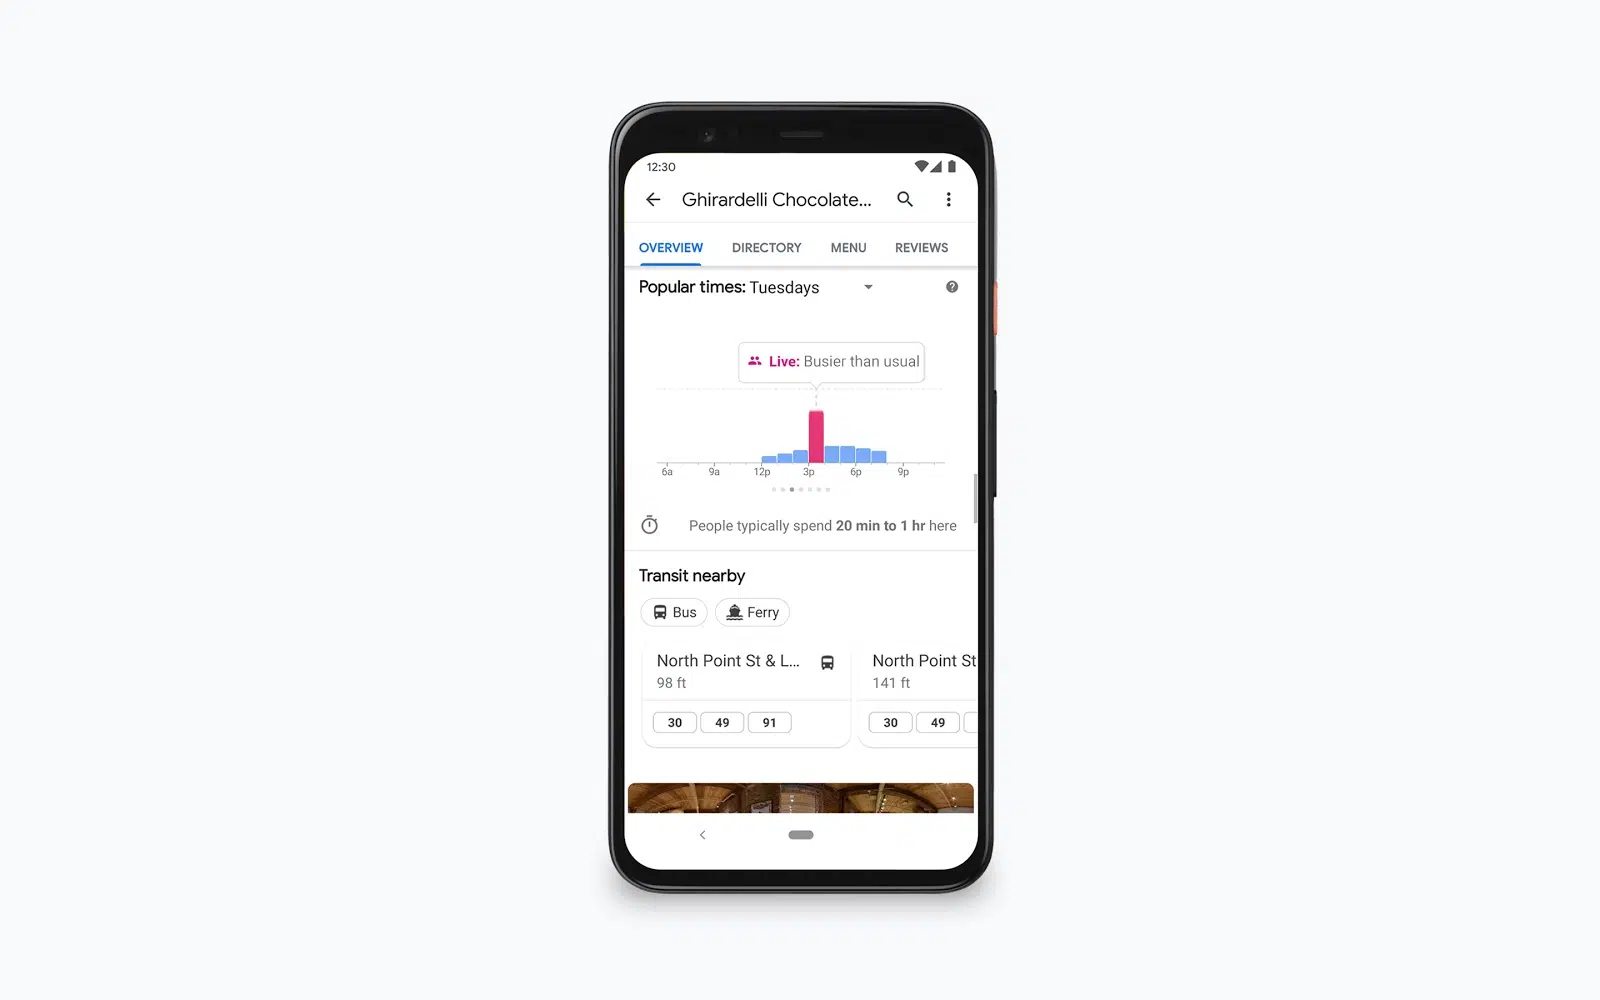 12:30
Ghirardelli Chocolate...
OVERVIEW DIRECTORY MENU REVIEWS
Popular times: Tuesdays
Live: Busier than usual
6a 9a 12p 3p 6p 9p
People typically spend 20 min to 1 hr here
Transit nearby
Bus Ferry
North Point St & L... North Point St
98 ft 141 ft
30 49 91 30 49